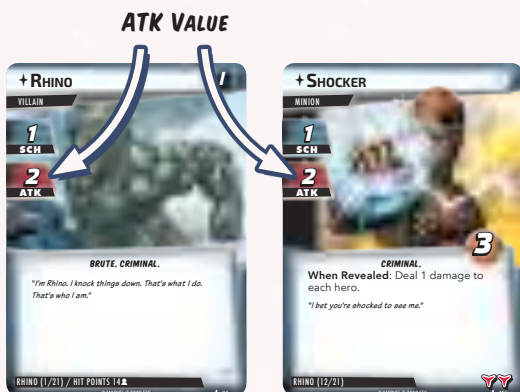 ATK VALUE
RHINO
VILLAIN
1
SCH
2
ATK
BRUTE. CRIMINAL.
"I'm Rhino. I knock things down. That's what I do.
That's who I am."
RHINO (1/21) / HIT POINTS 14
SHOCKER
MINION
1
SCH
2
ATK
3
CRIMINAL.
When Revealed: Deal 1 damage to
each hero.
"I bet you're shocked to see me."
RHINO (12/21)